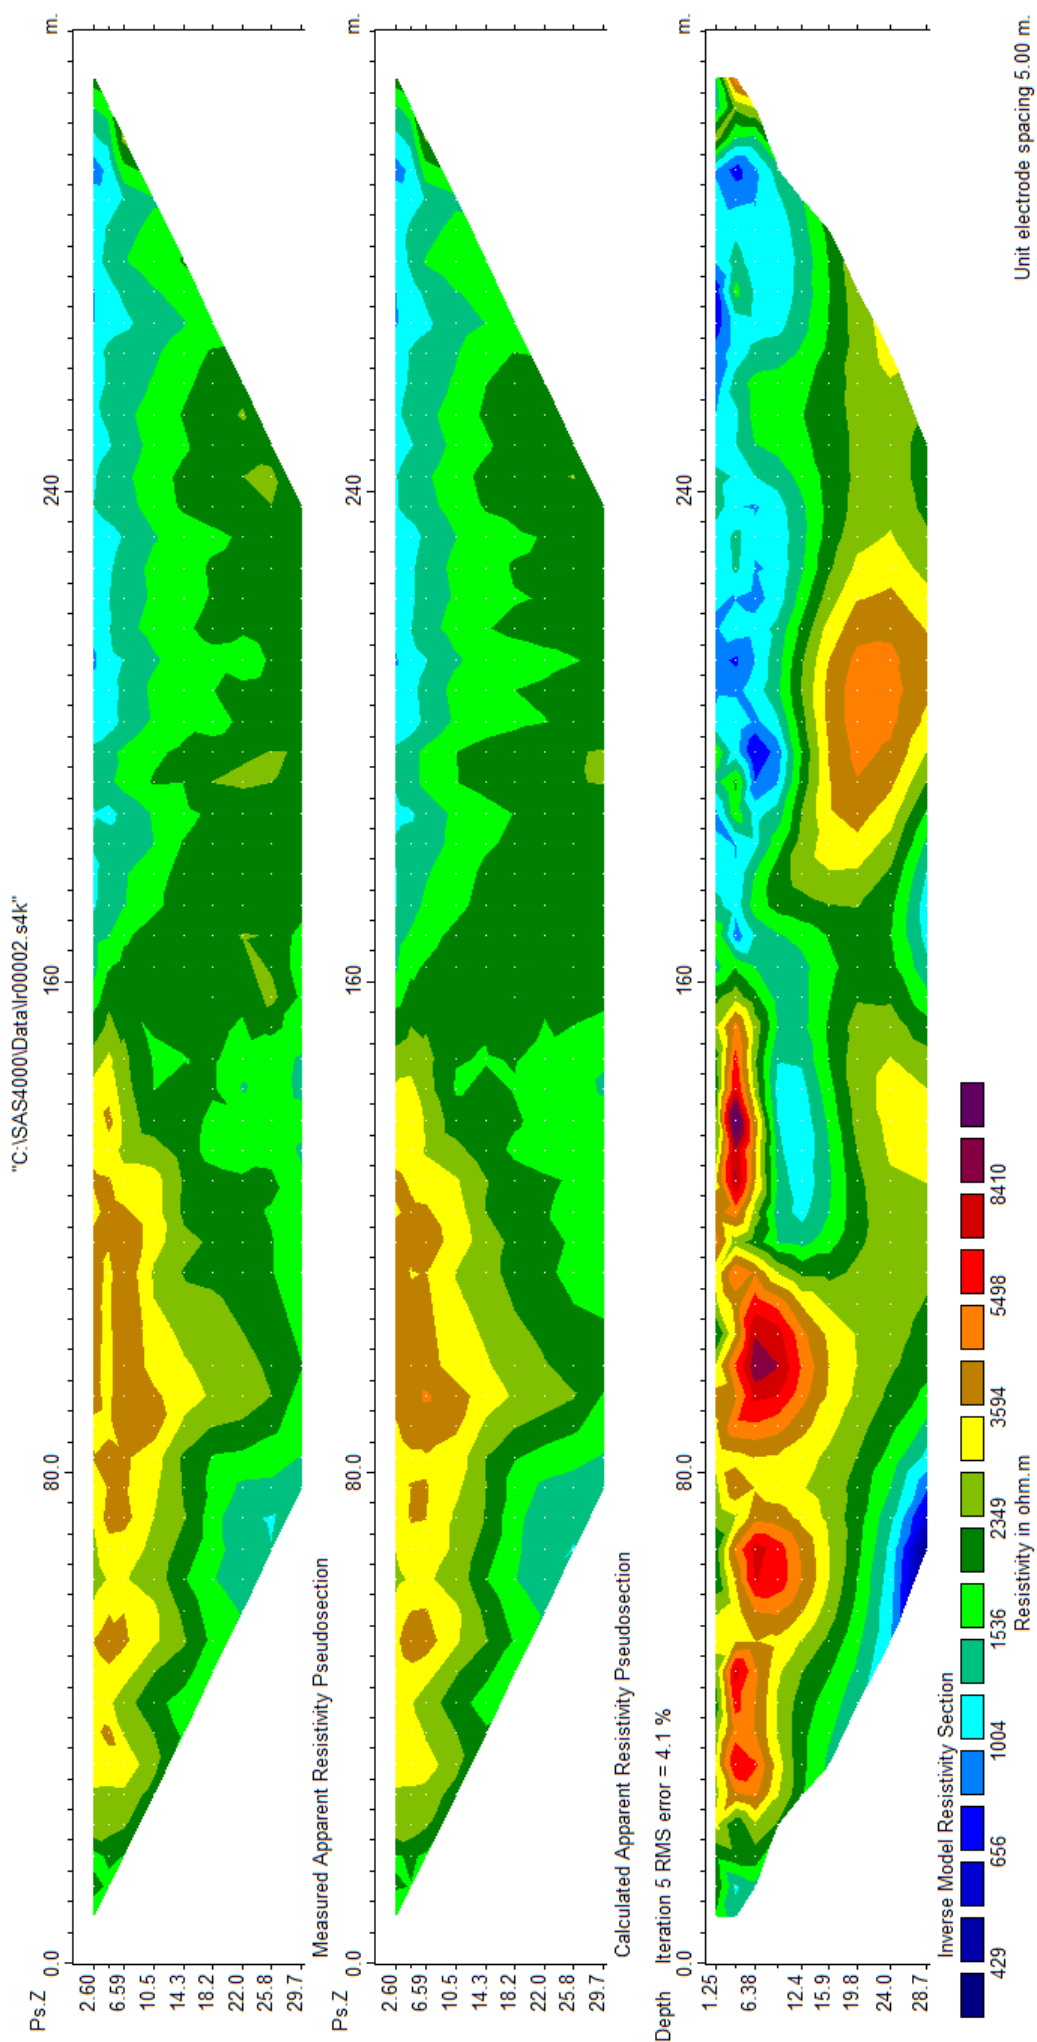 "C:\SAS4000\Data\lr00002.s4k"
Ps.Z 0.0 80.0 160 240 m.
2.60
6.59
10.5
14.3
18.2
22.0
25.8
29.7
Measured Apparent Resistivity Pseudosection
Ps.Z 0.0 80.0 160 240 m.
2.60
6.59
10.5
14.3
18.2
22.0
25.8
29.7
Calculated Apparent Resistivity Pseudosection
Depth Iteration 5 RMS error = 4.1 %
0.0 80.0 160 240 m.
1.25
6.38
12.4
15.9
19.8
24.0
28.7
Inverse Model Resistivity Section
429 656 1004 1536 2349 3594 5498 8410
Resistivity in ohm.m
Unit electrode spacing 5.00 m.